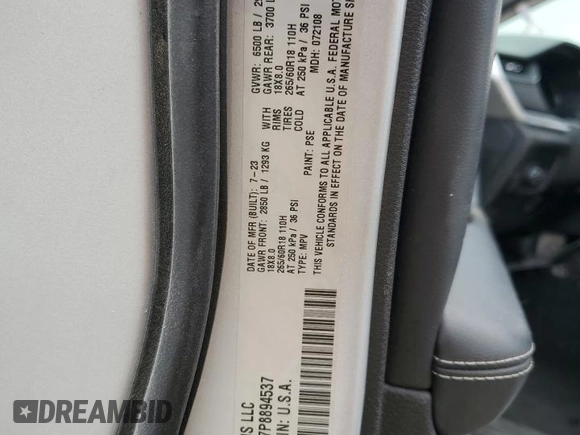 DS LLC
7P8894537
IN: U.S.A.
DATE OF MFR (BUILT): 7-23
GAWR FRONT: 2850 LB / 1293 KG
18X8.0
265/60R18 110H
AT 250 kPa / 36 PSI
TYPE: MPV
WITH
RIMS
TIRES
COLD
PAINT: PSE
GVWR: 6500 LB / 29
GAWR REAR: 3700 L
18X8.0
265/60R18 110H
AT 250 kPa / 36 PSI
MDH: 072108
THIS VEHICLE CONFORMS TO ALL APPLICABLE U.S.A. FEDERAL MOT
STANDARDS IN EFFECT ON THE DATE OF MANUFACTURE S